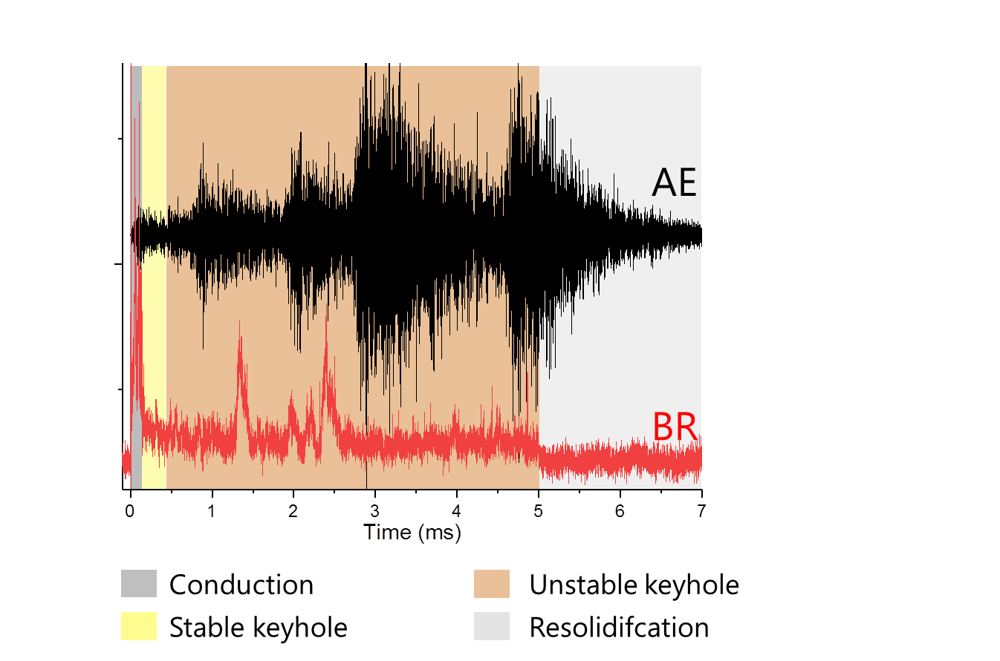 AE
BR
0 1 2 3 4 5 6 7
Time (ms)
Conduction
Unstable keyhole
Stable keyhole
Resolidifcation